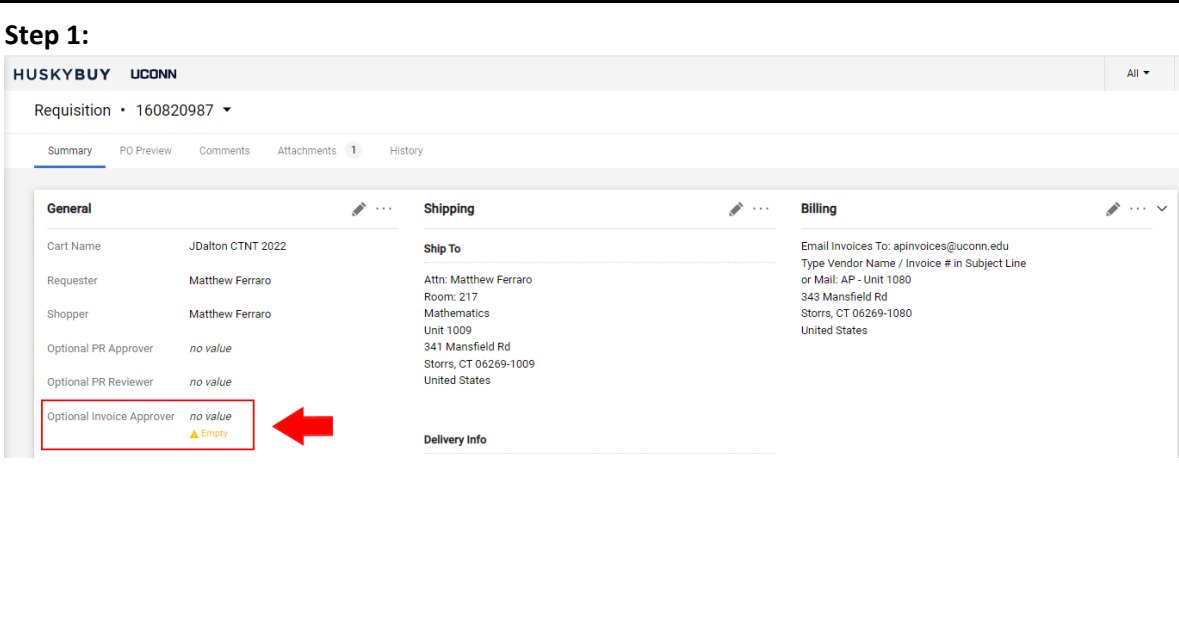 Step 1:
HUSKYBUY UCONN
All
Requisition • 160820987
Summary PO Preview Comments Attachments 1 History
General
Cart Name JDalton CTNT 2022
Requester Matthew Ferraro
Shopper Matthew Ferraro
Optional PR Approver no value
Optional PR Reviewer no value
Optional Invoice Approver no value
Empty
Shipping
Ship To
Attn: Matthew Ferraro
Room: 217
Mathematics
Unit 1009
341 Mansfield Rd
Storrs, CT 06269-1009
United States
Delivery Info
Billing
Email Invoices To: apinvoices@uconn.edu
Type Vendor Name / Invoice # in Subject Line
or Mail: AP - Unit 1080
343 Mansfield Rd
Storrs, CT 06269-1080
United States